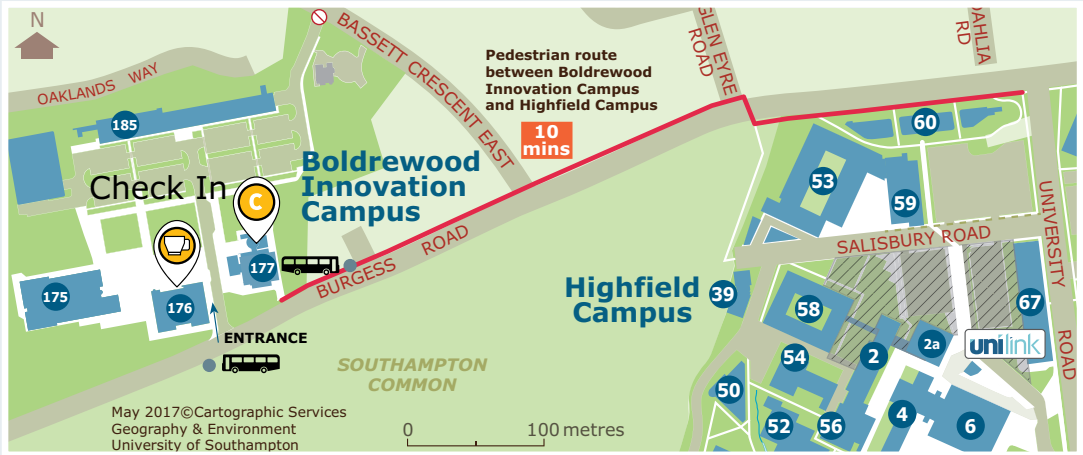 N
OAKLANDS WAY
BASSETT CRESCENT EAST
GLEN EYRE
ROAD
DAHLIA
RD
Pedestrian route
between Boldrewood
Innovation Campus
and Highfield Campus
10
mins
185
Check In
C
Boldrewood
Innovation
Campus
60
53
59
UNIVERSITY
ROAD
SALISBURY ROAD
BURGESS ROAD
177
175
176
ENTRANCE
Highfield
Campus
39
58
67
2
2a
unilink
54
50
4
6
52
56
SOUTHAMPTON
COMMON
May 2017©Cartographic Services
Geography & Environment
University of Southampton
0 100 metres